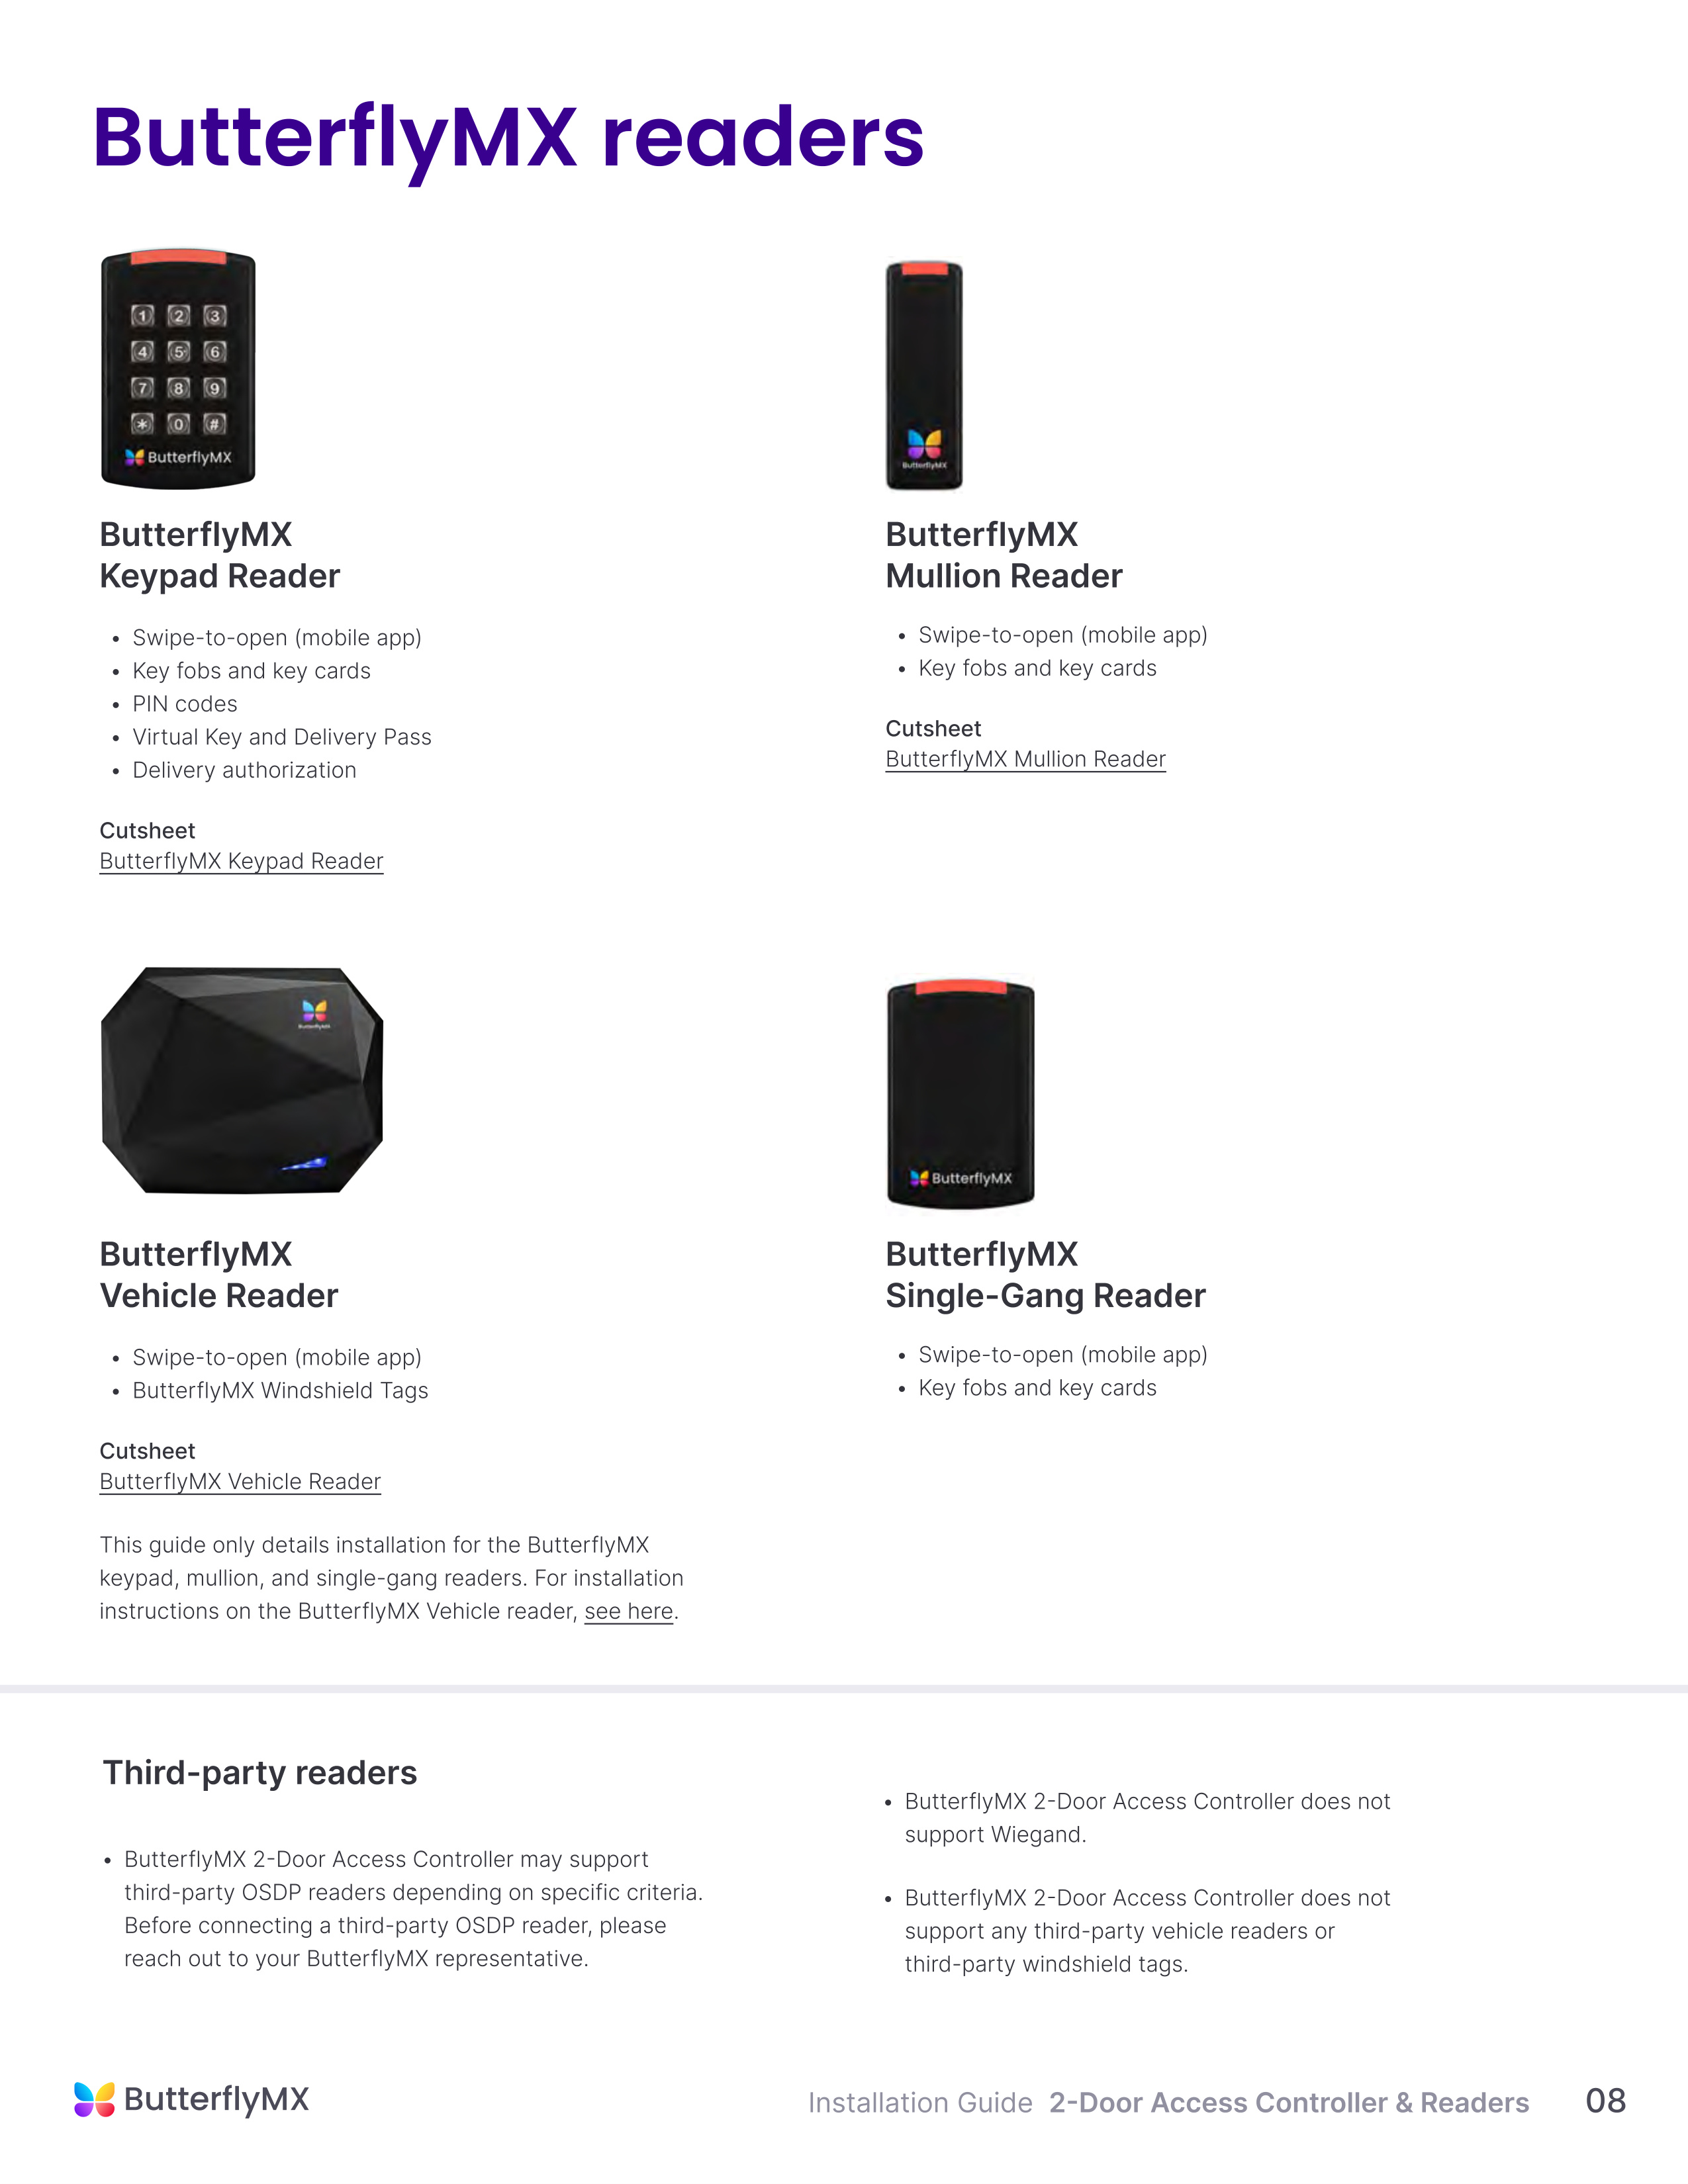 ButterflyMX readers
1 2 3
4 5 6
7 8 9
* 0 #
ButterflyMX
ButterflyMX
Keypad Reader
• Swipe-to-open (mobile app)
• Key fobs and key cards
• PIN codes
• Virtual Key and Delivery Pass
• Delivery authorization
Cutsheet
ButterflyMX Keypad Reader
ButterflyMX
ButterflyMX
Mullion Reader
• Swipe-to-open (mobile app)
• Key fobs and key cards
Cutsheet
ButterflyMX Mullion Reader
ButterflyMX
ButterflyMX
Vehicle Reader
• Swipe-to-open (mobile app)
• ButterflyMX Windshield Tags
Cutsheet
ButterflyMX Vehicle Reader
This guide only details installation for the ButterflyMX
keypad, mullion, and single-gang readers. For installation
instructions on the ButterflyMX Vehicle reader, see here.
ButterflyMX
ButterflyMX
Single-Gang Reader
• Swipe-to-open (mobile app)
• Key fobs and key cards
Third-party readers
• ButterflyMX 2-Door Access Controller may support
third-party OSDP readers depending on specific criteria.
Before connecting a third-party OSDP reader, please
reach out to your ButterflyMX representative.
• ButterflyMX 2-Door Access Controller does not
support Wiegand.
• ButterflyMX 2-Door Access Controller does not
support any third-party vehicle readers or
third-party windshield tags.
ButterflyMX
Installation Guide 2-Door Access Controller & Readers 08